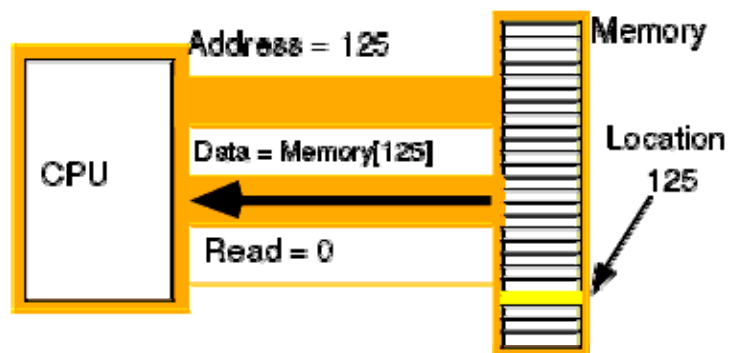 Address = 125
Memory
Data = Memory[125]
Location
125
CPU
Read = 0